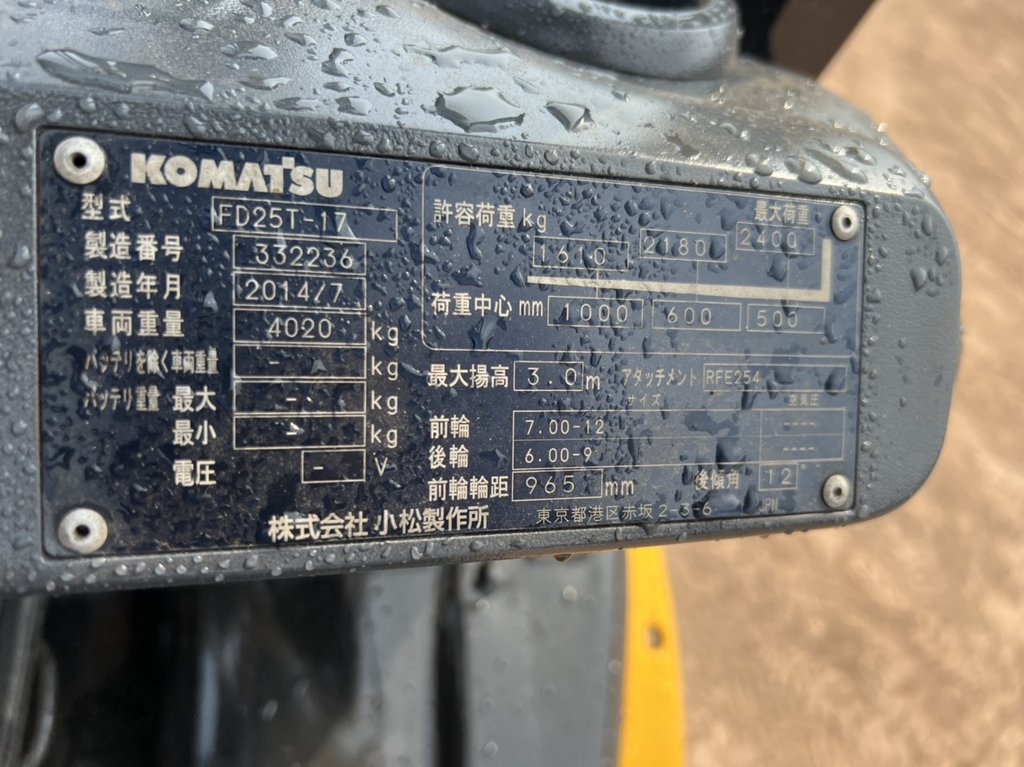 KOMATSU
型式 FD25T-17
製造番号 332236
製造年月 2014/7
車両重量 4020 kg
バッテリを除く車両重量 - kg
バッテリ重量 最大 - kg
最小 - kg
電圧 - V
許容荷重 kg 最大荷重
1610 2180 2400
荷重中心 mm 1000 600 500
最大揚高 3.0 m アタッチメント RFE254
サイズ 空気圧
前輪 7.00-12 ----
後輪 6.00-9 ----
前輪輪距 965 mm 後傾角 12°
株式会社 小松製作所 東京都港区赤坂2-3-6 JPN